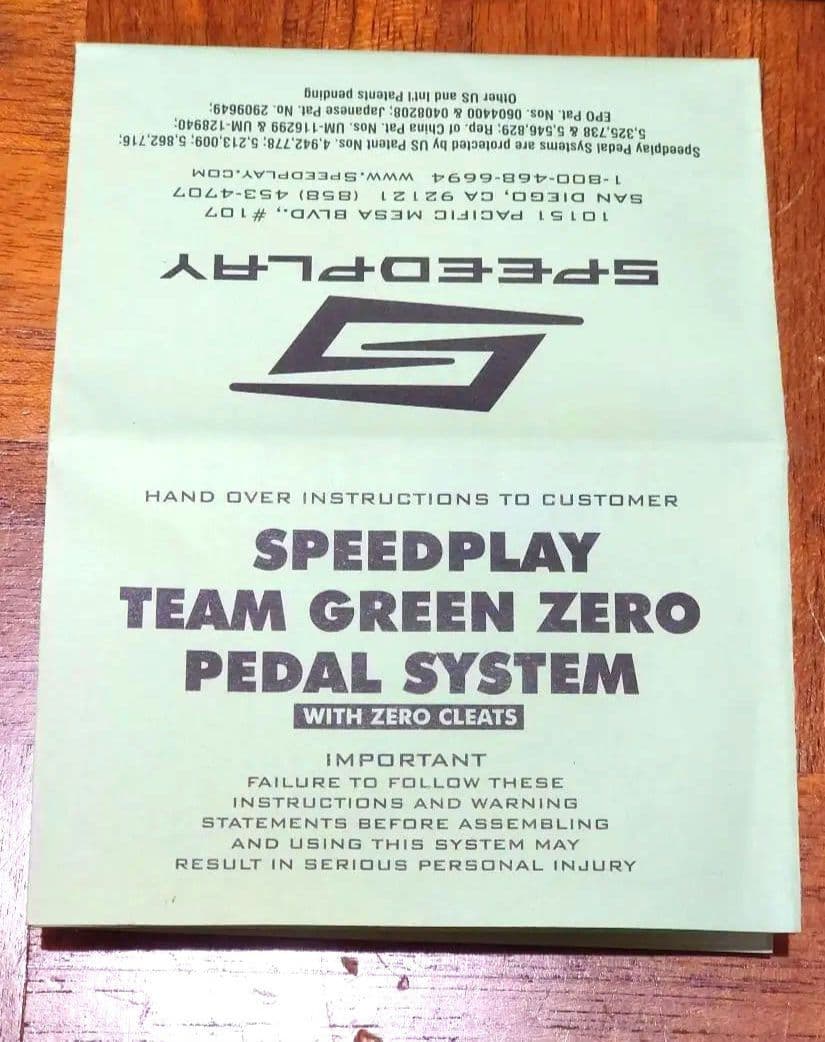 Other US and Int'l Patents pending
EPO Pat. Nos. 0604400 & 0408208; Japanese Pat. No. 2909649;
5,325,738 & 5,546,829; Rep. of China Pat. Nos. UM-116299 & UM-128940;
Speedplay Pedal Systems are protected by US Patent Nos. 4,942,778; 5,213,009; 5,862,716;
1-800-468-6694 WWW.SPEEDPLAY.COM
SAN DIEGO, CA 92121 (858) 453-4707
10151 PACIFIC MESA BLVD., #107
SPEEDPLAY
HAND OVER INSTRUCTIONS TO CUSTOMER
SPEEDPLAY
TEAM GREEN ZERO
PEDAL SYSTEM
WITH ZERO CLEATS
IMPORTANT
FAILURE TO FOLLOW THESE
INSTRUCTIONS AND WARNING
STATEMENTS BEFORE ASSEMBLING
AND USING THIS SYSTEM MAY
RESULT IN SERIOUS PERSONAL INJURY